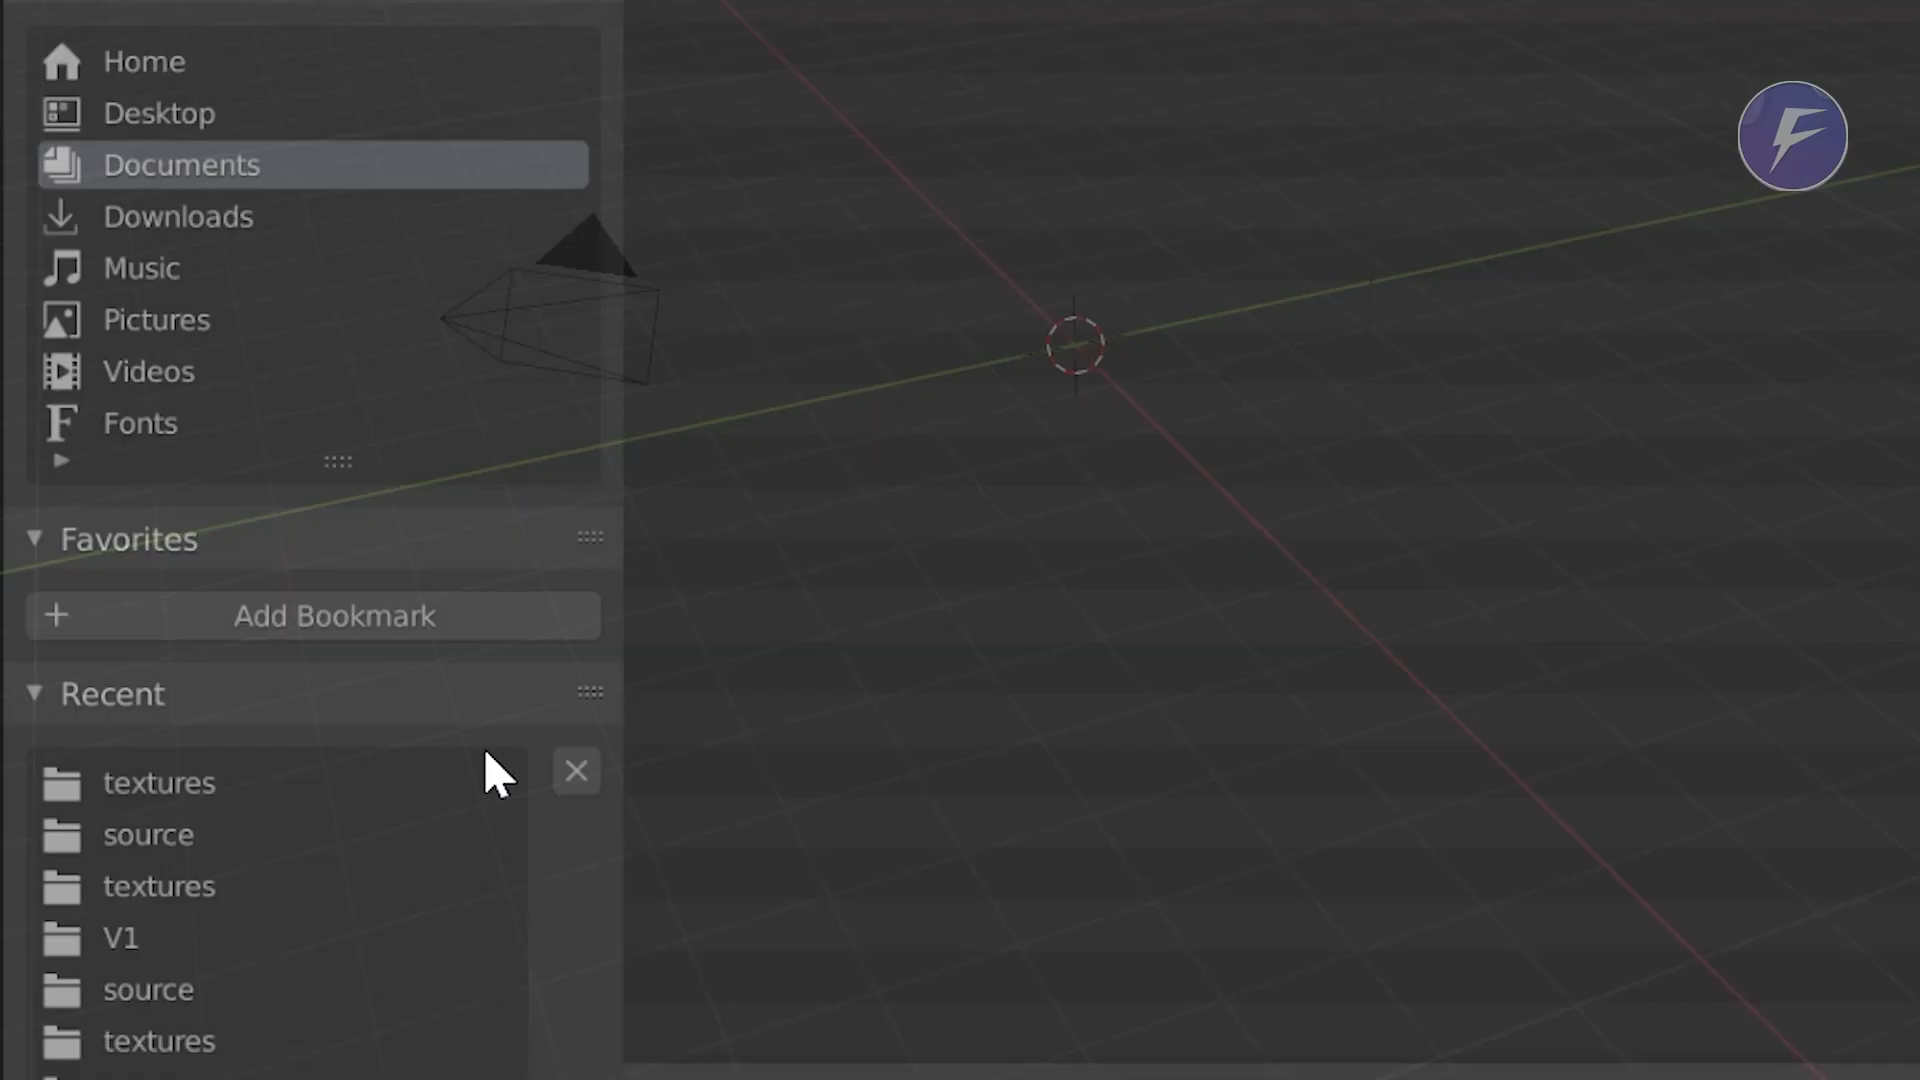 Home
Desktop
Documents
Downloads
Music
Pictures
Videos
Fonts
Favorites
Add Bookmark
Recent
textures
source
textures
V1
source
textures